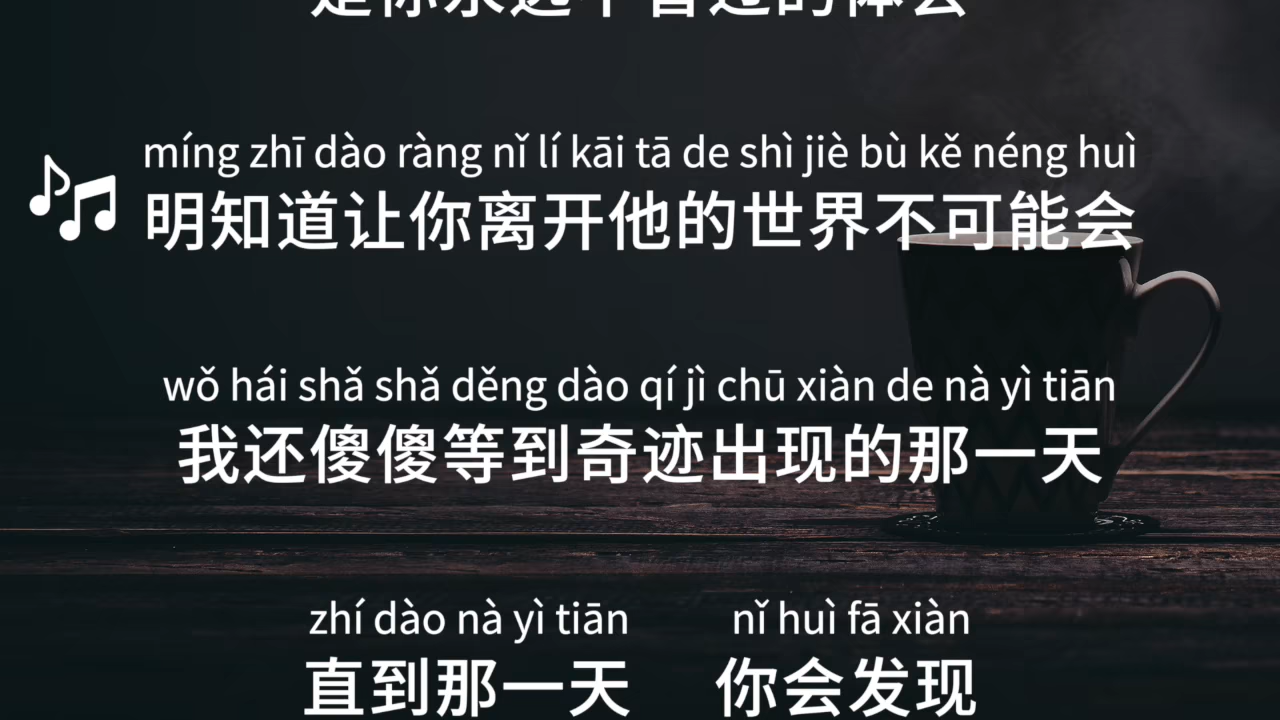 míng zhī dào ràng nǐ lí kāi tā de shì jiè bù kě néng huì
明知道让你离开他的世界不可能会
wǒ hái shǎ shǎ děng dào qí jì chū xiàn de nà yì tiān
我还傻傻等到奇迹出现的那一天
zhí dào nà yì tiān nǐ huì fā xiàn
直到那一天 你会发现